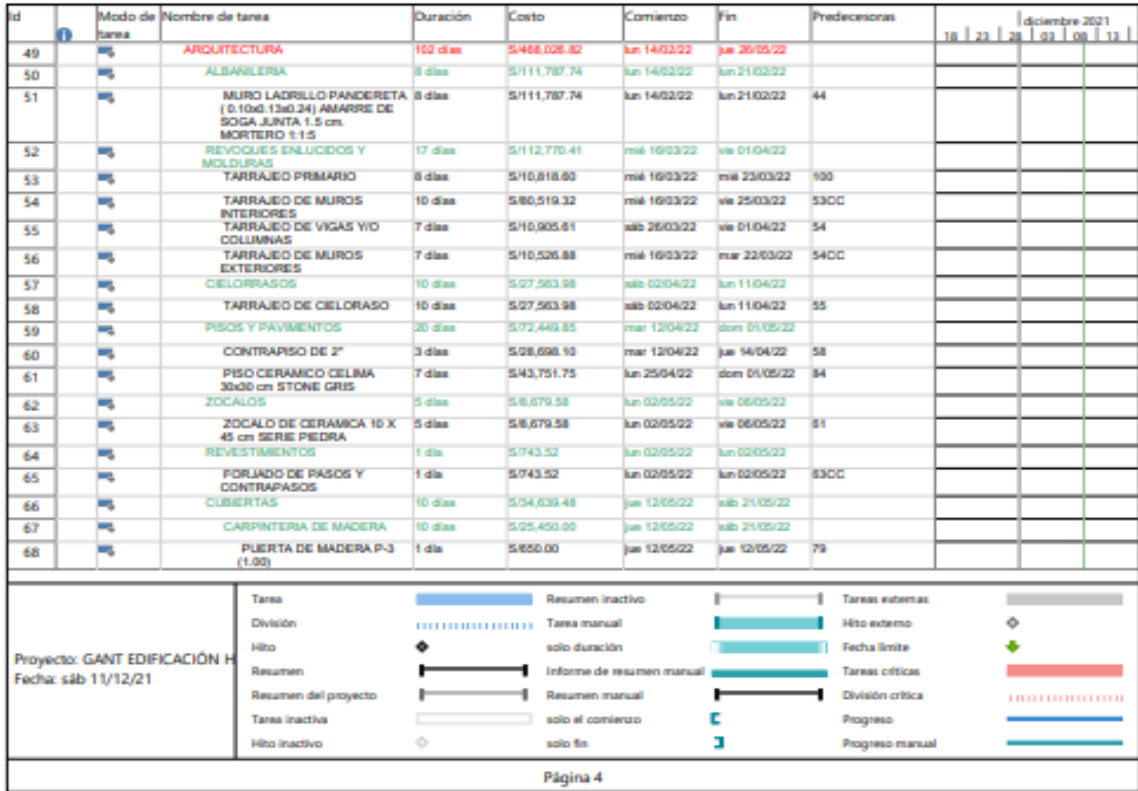 Id Modo de tarea Nombre de tarea Duración Costo Comienzo Fin Predecesoras diciembre 2021
18 23 28 03 08 13
49 ARQUITECTURA 102 días S/468,026.82 lun 14/02/22 jue 26/05/22
50 ALBANILERIA 8 días S/111,787.74 lun 14/02/22 lun 21/02/22
51 MURO LADRILLO PANDERETA 8 días S/111,787.74 lun 14/02/22 lun 21/02/22 44
( 0.10x0.13x0.24) AMARRE DE
SOGA JUNTA 1.5 cm.
MORTERO 1:1:5
52 REVOQUES ENLUCIDOS Y 17 días S/112,770.41 mié 16/03/22 vie 01/04/22
MOLDURAS
53 TARRAJEO PRIMARIO 8 días S/10,818.60 mié 16/03/22 mié 23/03/22 100
54 TARRAJEO DE MUROS 10 días S/80,519.32 mié 16/03/22 vie 25/03/22 53CC
INTERIORES
55 TARRAJEO DE VIGAS Y/O 7 días S/10,905.61 sáb 26/03/22 vie 01/04/22 54
COLUMNAS
56 TARRAJEO DE MUROS 7 días S/10,526.88 mié 16/03/22 mar 22/03/22 54CC
EXTERIORES
57 CIELORRASOS 10 días S/27,563.98 sáb 02/04/22 lun 11/04/22
58 TARRAJEO DE CIELORASO 10 días S/27,563.98 sáb 02/04/22 lun 11/04/22 55
59 PISOS Y PAVIMENTOS 20 días S/72,449.85 mar 12/04/22 dom 01/05/22
60 CONTRAPISO DE 2" 3 días S/28,698.10 mar 12/04/22 jue 14/04/22 58
61 PISO CERAMICO CELIMA 7 días S/43,751.75 lun 25/04/22 dom 01/05/22 84
30x30 cm STONE GRIS
62 ZOCALOS 5 días S/8,679.58 lun 02/05/22 vie 06/05/22
63 ZOCALO DE CERAMICA 10 X 5 días S/8,679.58 lun 02/05/22 vie 06/05/22 61
45 cm SERIE PIEDRA
64 REVESTIMIENTOS 1 día S/743.52 lun 02/05/22 lun 02/05/22
65 FORJADO DE PASOS Y 1 día S/743.52 lun 02/05/22 lun 02/05/22 63CC
CONTRAPASOS
66 CUBIERTAS 10 días S/34,639.48 jue 12/05/22 sáb 21/05/22
67 CARPINTERIA DE MADERA 10 días S/25,450.00 jue 12/05/22 sáb 21/05/22
68 PUERTA DE MADERA P-3 1 día S/650.00 jue 12/05/22 jue 12/05/22 79
(1.00)
Proyecto: GANT EDIFICACIÓN H
Fecha: sáb 11/12/21
Tarea Resumen inactivo Tareas externas
División Tarea manual Hito externo
Hito solo duración Fecha límite
Resumen Informe de resumen manual Tareas críticas
Resumen del proyecto Resumen manual División crítica
Tarea inactiva solo el comienzo Progreso
Hito inactivo solo fin Progreso manual
Página 4